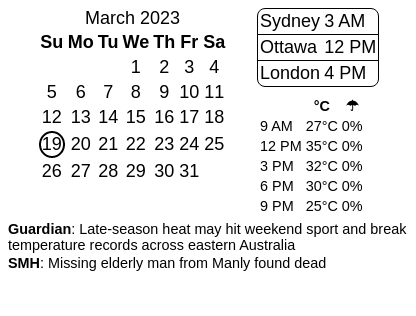 March 2023
Su Mo Tu We Th Fr Sa
1 2 3 4
5 6 7 8 9 10 11
12 13 14 15 16 17 18
19 20 21 22 23 24 25
26 27 28 29 30 31
Sydney 3 AM
Ottawa 12 PM
London 4 PM
°C ☂
9 AM 27°C 0%
12 PM 35°C 0%
3 PM 32°C 0%
6 PM 30°C 0%
9 PM 25°C 0%
Guardian: Late-season heat may hit weekend sport and break
temperature records across eastern Australia
SMH: Missing elderly man from Manly found dead